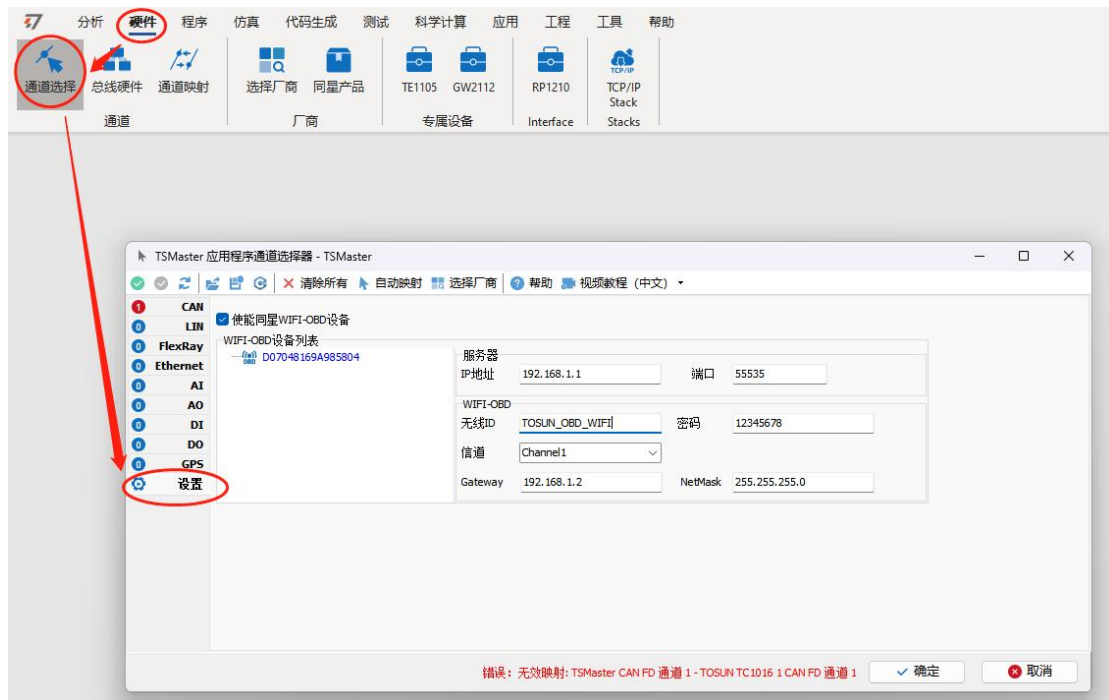 分析 硬件 程序 仿真 代码生成 测试 科学计算 应用 工程 工具 帮助
通道选择 总线硬件 通道映射 选择厂商 同星产品 TE1105 GW2112 RP1210 TCP/IP Stack
TCP/IP
通道 厂商 专属设备 Interface Stacks
TSMaster 应用程序通道选择器 - TSMaster
清除所有 自动映射 选择厂商 帮助 视频教程（中文）
1 CAN
0 LIN
0 FlexRay
0 Ethernet
0 AI
0 AO
0 DI
0 DO
0 GPS
设置
使能同星WIFI-OBD设备
WIFI-OBD设备列表
OBD D07048169A985804
服务器
IP地址 192.168.1.1 端口 55535
WIFI-OBD
无线ID TOSUN_OBD_WIFI 密码 12345678
信道 Channel1
Gateway 192.168.1.2 NetMask 255.255.255.0
错误：无效映射: TSMaster CAN FD 通道 1 - TOSUN TC1016 1 CAN FD 通道 1 确定 取消